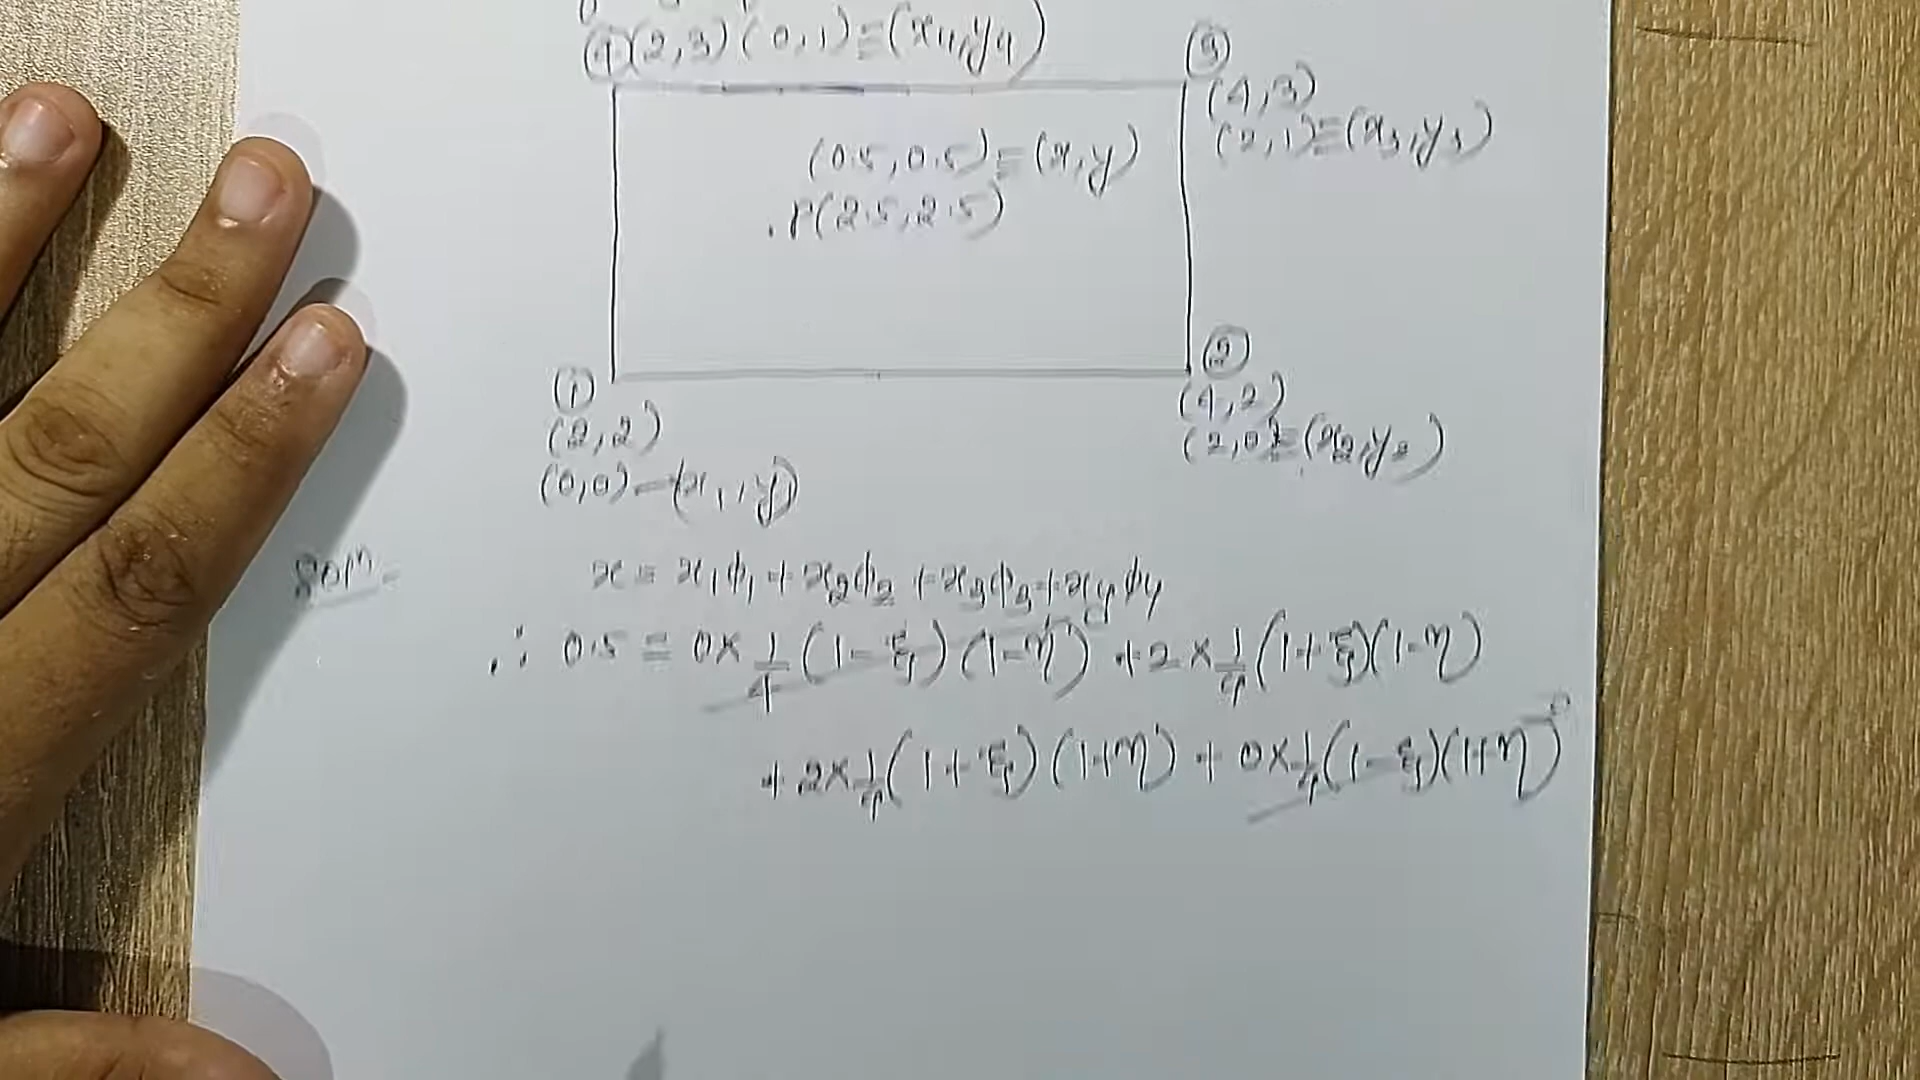 ④(2,3) (0,1)≡(x4,y4)
③
(4,3)
(2,1)≡(x3,y3)
(0.5,0.5)≡(x,y)
.P(2.5,2.5)
①
(2,2)
(0,0)≡(x1,y1)
②
(4,2)
(2,0)≡(x2,y2)
Soln
x = x1ϕ1 + x2ϕ2 + x3ϕ3 + x4ϕ4
∴ 0.5 = 0×1/4(1-ξ)(1-η)⁰ + 2×1/4(1+ξ)(1-η)
+ 2×1/4(1+ξ)(1+η) + 0×1/4(1-ξ)(1+η)⁰